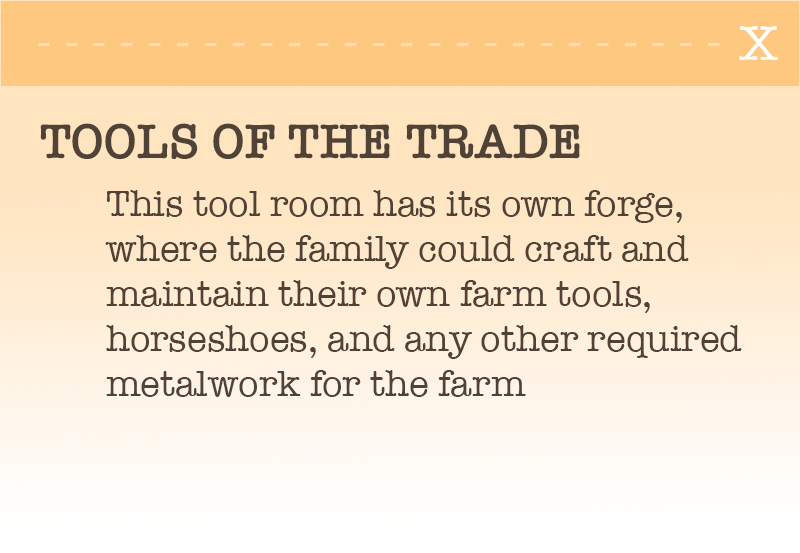 X
TOOLS OF THE TRADE
This tool room has its own forge,
where the family could craft and
maintain their own farm tools,
horseshoes, and any other required
metalwork for the farm